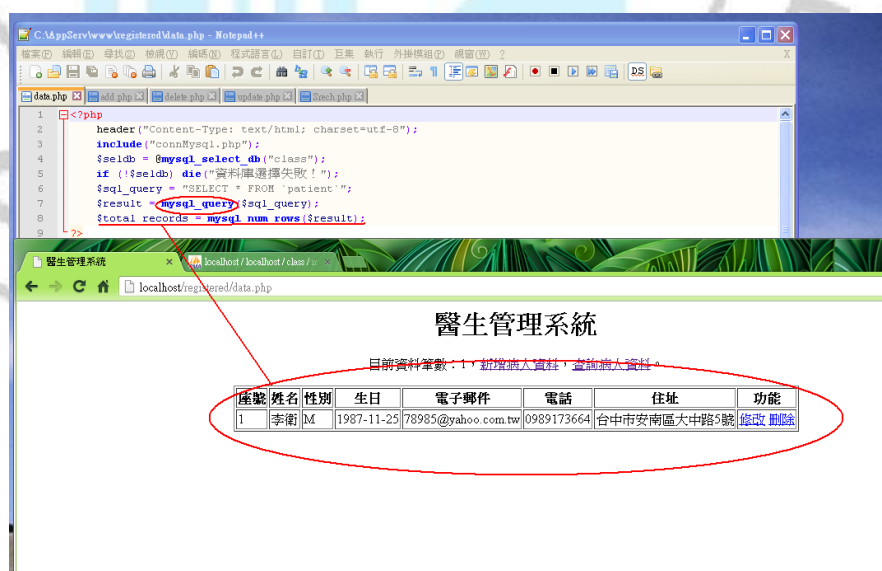 C:\AppServ\www\registered\data.php - Notepad++
檔案(F) 編輯(E) 尋找(S) 檢視(V) 編碼(N) 程式語言(L) 自訂(T) 巨集 執行 外掛模組(P) 視窗(W) ? X
data.php add.php delete.php update.php Srech.php
1 <?php
2 header("Content-Type: text/html; charset=utf-8");
3 include("connMysql.php");
4 $seldb = @mysql_select_db("class");
5 if (!$seldb) die("資料庫選擇失敗！");
6 $sql_query = "SELECT * FROM `patient`";
7 $result = mysql_query($sql_query);
8 $total_records = mysql_num_rows($result);
9 ?>
醫生管理系統 localhost / localhost / class /
localhost/registered/data.php
醫生管理系統
目前資料筆數：1，新增病人資料，查詢病人資料。
座號 姓名 性別 生日 電子郵件 電話 住址 功能
1 李衛 M 1987-11-25 78985@yahoo.com.tw 0989173664 台中市安南區大中路5號 修改 刪除